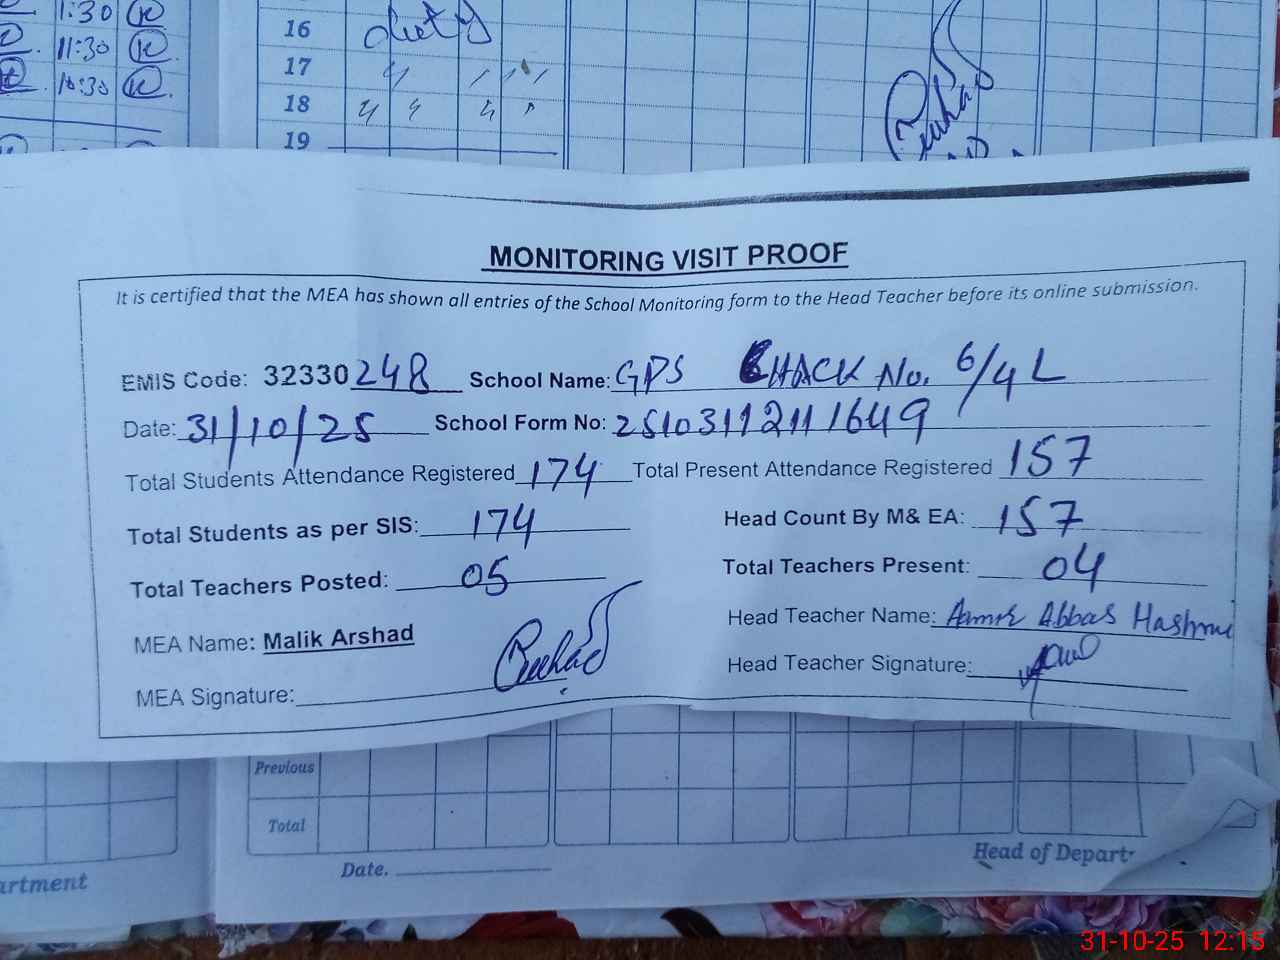 1:30
11:30
10:30
16 duty
17
18
19
MONITORING VISIT PROOF
It is certified that the MEA has shown all entries of the School Monitoring form to the Head Teacher before its online submission.
EMIS Code: 32330248 School Name: GPS CHACK No. 6/4 L
Date: 31/10/25 School Form No: 2510311211649
Total Students Attendance Registered 174 Total Present Attendance Registered 157
Total Students as per SIS: 174 Head Count By M& EA: 157
Total Teachers Posted: 05 Total Teachers Present: 04
MEA Name: Malik Arshad Head Teacher Name: Aamir Abbas Hashmi
MEA Signature: Head Teacher Signature:
Previous
Total
Date.
Head of Depart
artment
31-10-25 12:15